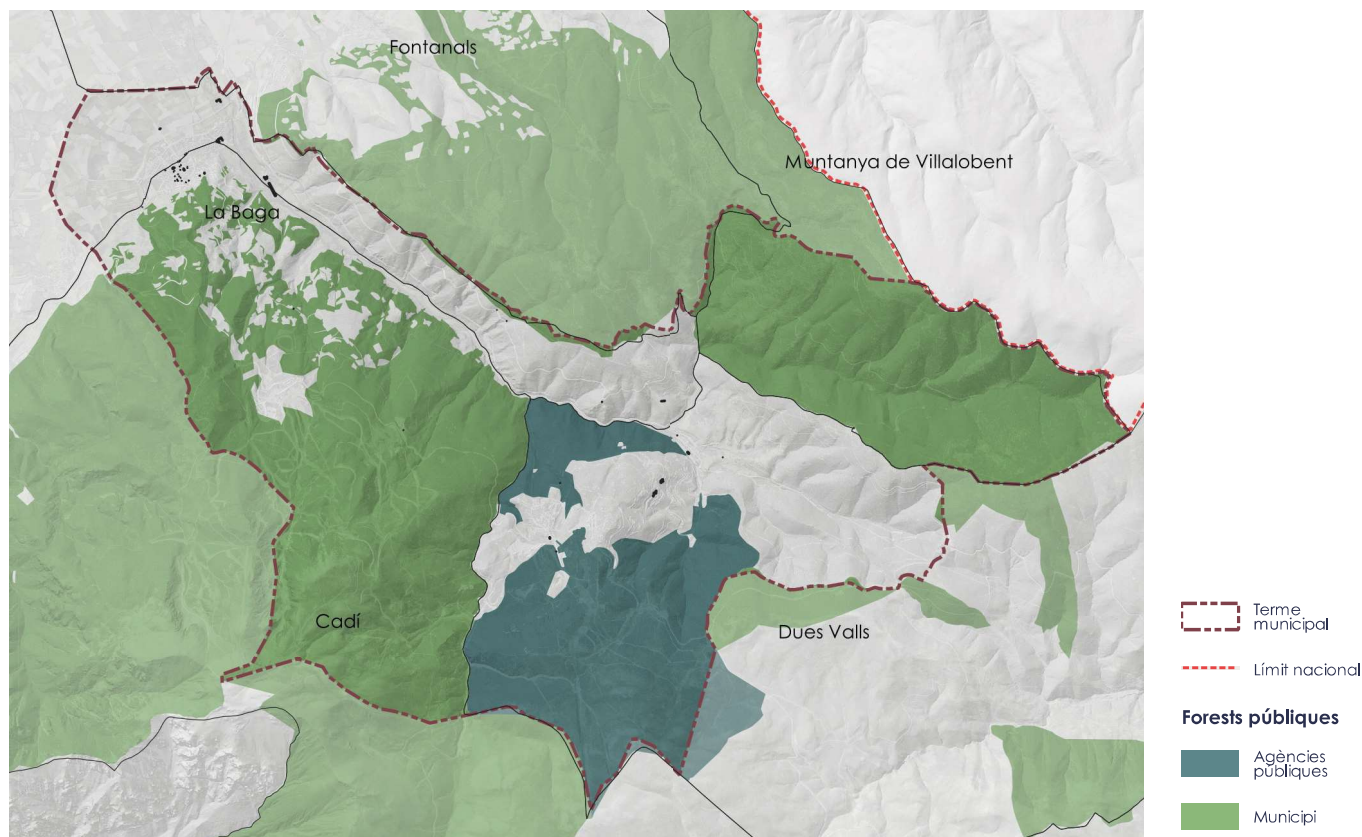 Fontanals
Muntanya de Villalobent
La Baga
Cadí
Dues Valls
Terme
municipal
Límit nacional
Forests públiques
Agències
públiques
Municipi